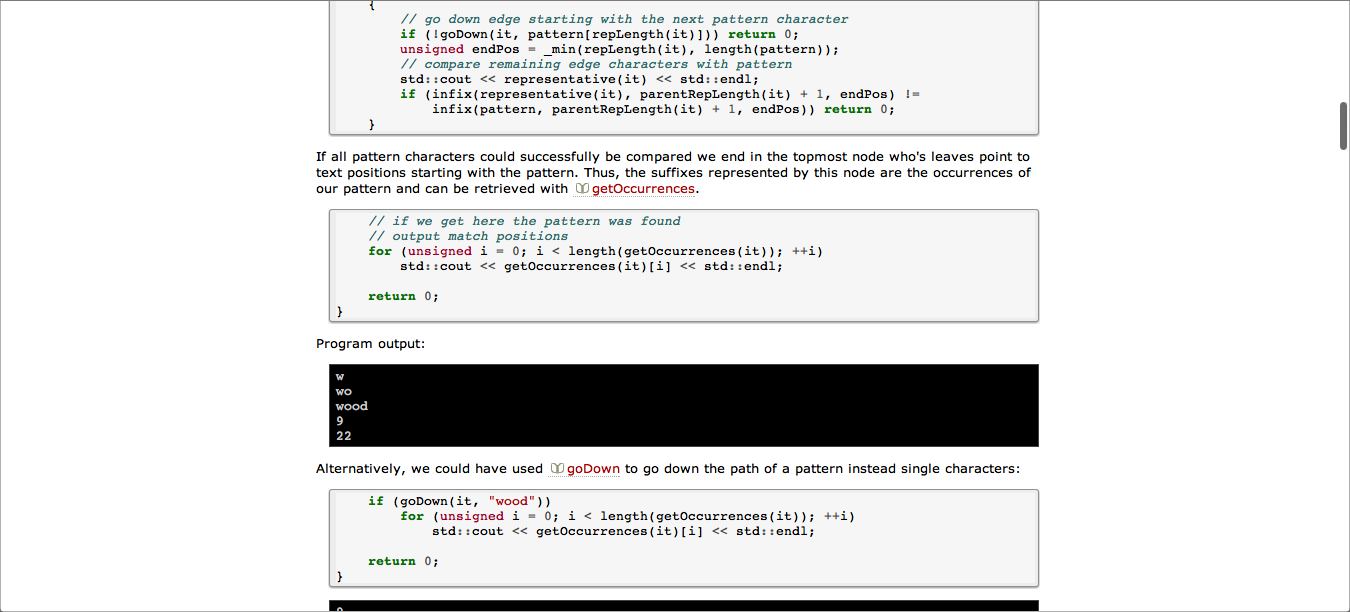 {
// go down edge starting with the next pattern character
if (!goDown(it, pattern[repLength(it)])) return 0;
unsigned endPos = _min(repLength(it), length(pattern));
// compare remaining edge characters with pattern
std::cout << representative(it) << std::endl;
if (infix(representative(it), parentRepLength(it) + 1, endPos) !=
infix(pattern, parentRepLength(it) + 1, endPos)) return 0;
}
If all pattern characters could successfully be compared we end in the topmost node who's leaves point to
text positions starting with the pattern. Thus, the suffixes represented by this node are the occurrences of
our pattern and can be retrieved with getOccurrences.
// if we get here the pattern was found
// output match positions
for (unsigned i = 0; i < length(getOccurrences(it)); ++i)
std::cout << getOccurrences(it)[i] << std::endl;
return 0;
}
Program output:
w
wo
wood
9
22
Alternatively, we could have used goDown to go down the path of a pattern instead single characters:
if (goDown(it, "wood"))
for (unsigned i = 0; i < length(getOccurrences(it)); ++i)
std::cout << getOccurrences(it)[i] << std::endl;
return 0;
}